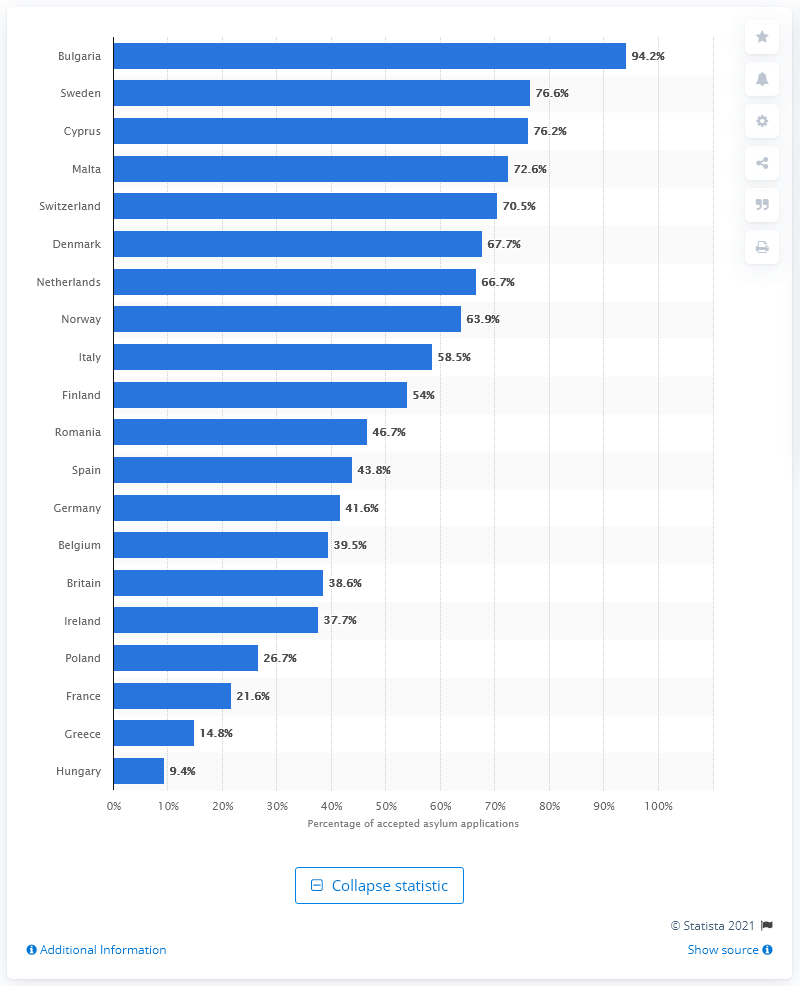 Bulgaria 94.2%
Sweden 76.6%
Cyprus 76.2%
Malta 72.6%
Switzerland 70.5%
Denmark 67.7%
Netherlands 66.7%
Norway 63.9%
Italy 58.5%
Finland 54%
Romania 46.7%
Spain 43.8%
Germany 41.6%
Belgium 39.5%
Britain 38.6%
Ireland 37.7%
Poland 26.7%
France 21.6%
Greece 14.8%
Hungary 9.4%
0% 10% 20% 30% 40% 50% 60% 70% 80% 90% 100%
Percentage of accepted asylum applications
Collapse statistic
© Statista 2021
Additional Information Show source